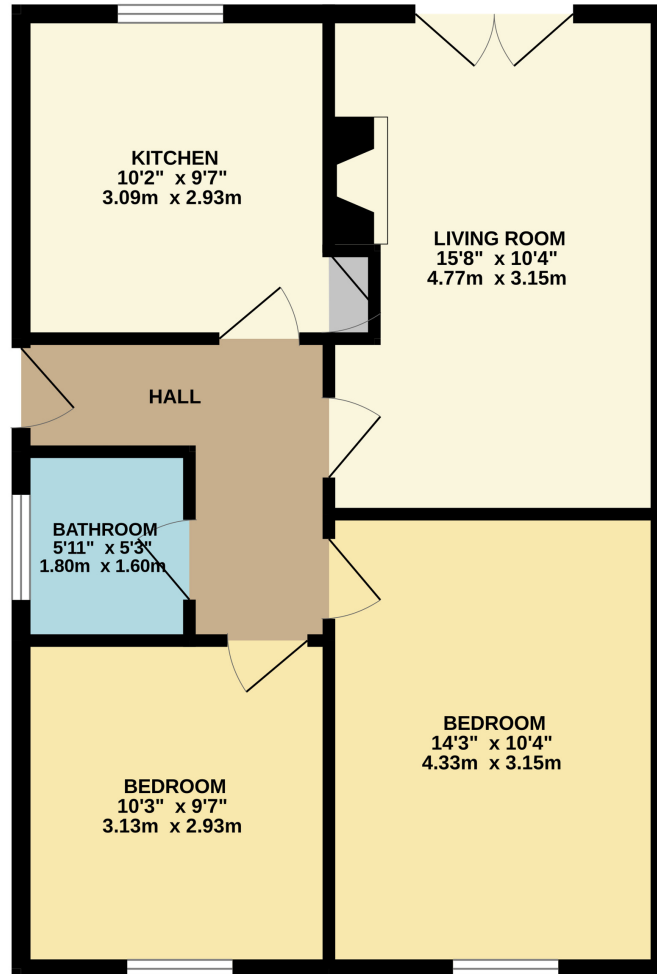 KITCHEN
10'2" x 9'7"
3.09m x 2.93m
LIVING ROOM
15'8" x 10'4"
4.77m x 3.15m
HALL
BATHROOM
5'11" x 5'3"
1.80m x 1.60m
BEDROOM
14'3" x 10'4"
4.33m x 3.15m
BEDROOM
10'3" x 9'7"
3.13m x 2.93m